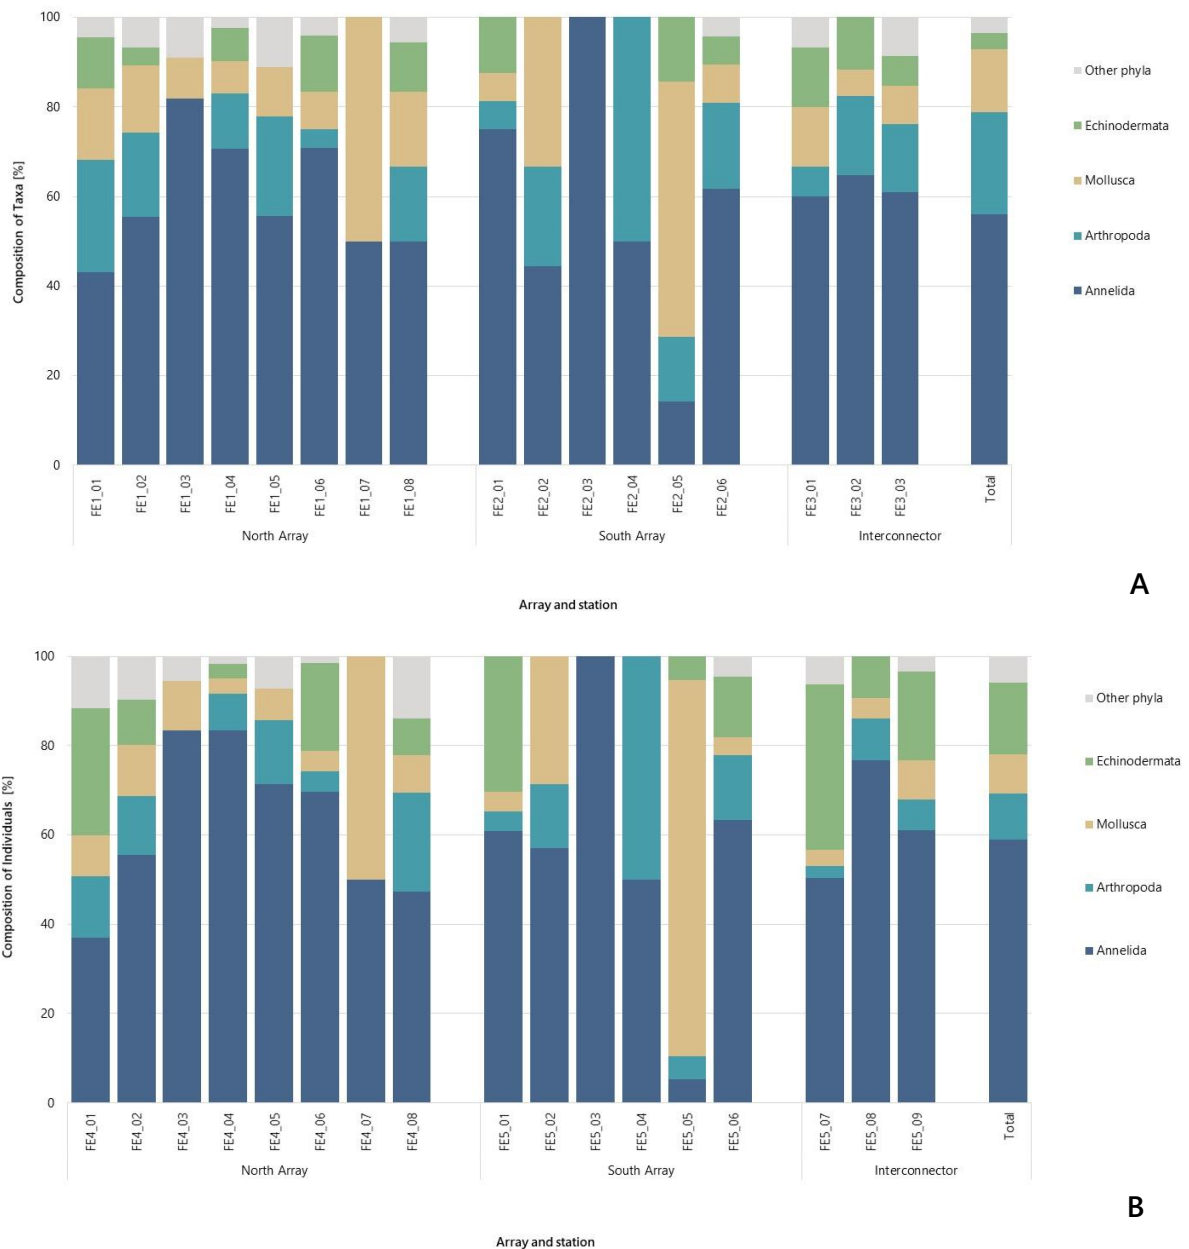 100
80
60
40
20
0
Composition of Taxa [%]
Other phyla
Echinodermata
Mollusca
Arthropoda
Annelida
FE1_01
FE1_02
FE1_03
FE1_04
FE1_05
FE1_06
FE1_07
FE1_08
FE2_01
FE2_02
FE2_03
FE2_04
FE2_05
FE2_06
FE3_01
FE3_02
FE3_03
Total
North Array
South Array
Interconnector
A
Array and station
100
80
60
40
20
0
Composition of Individuals [%]
Other phyla
Echinodermata
Mollusca
Arthropoda
Annelida
FE4_01
FE4_02
FE4_03
FE4_04
FE4_05
FE4_06
FE4_07
FE4_08
FE5_01
FE5_02
FE5_03
FE5_04
FE5_05
FE5_06
FE5_07
FE5_08
FE5_09
Total
North Array
South Array
Interconnector
B
Array and station